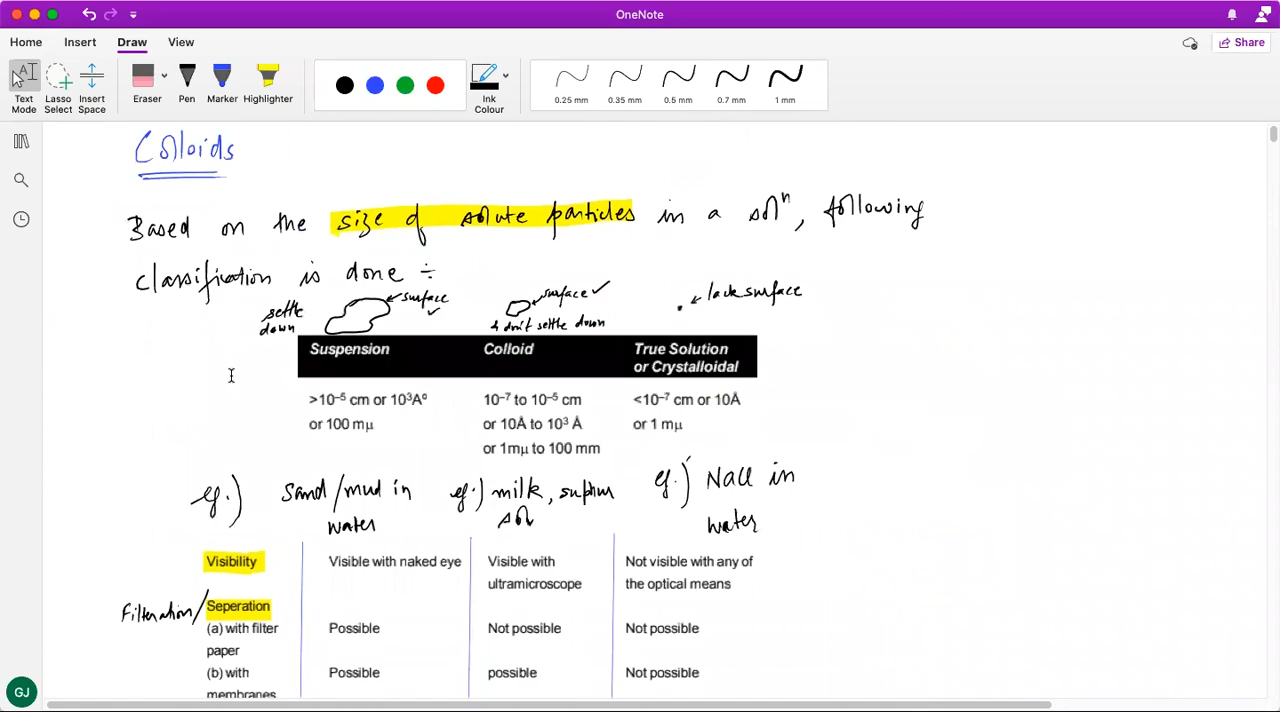 OneNote
Home Insert Draw View
Share
Text Mode
Lasso Select
Insert Space
Eraser
Pen
Marker
Highlighter
Ink Colour
0.25 mm 0.35 mm 0.5 mm 0.7 mm 1 mm
Colloids
Based on the size of solute particles in a solⁿ, following
classification is done ÷
settle down
surface ✓
surface ✓
& don't settle down
lack surface
Suspension Colloid True Solution or Crystalloidal
>10⁻⁵ cm or 10³A° 10⁻⁷ to 10⁻⁵ cm <10⁻⁷ cm or 10Å
or 100 mμ or 10Å to 10³ Å or 1 mμ
or 1mμ to 100 mm
eg.) Sand/mud in water
eg.) milk, sulphur sol
eg.) NaCl in water
Visibility Visible with naked eye Visible with ultramicroscope Not visible with any of the optical means
Filteration/ Seperation
(a) with filter paper Possible Not possible Not possible
(b) with membranes Possible possible Not possible
GJ